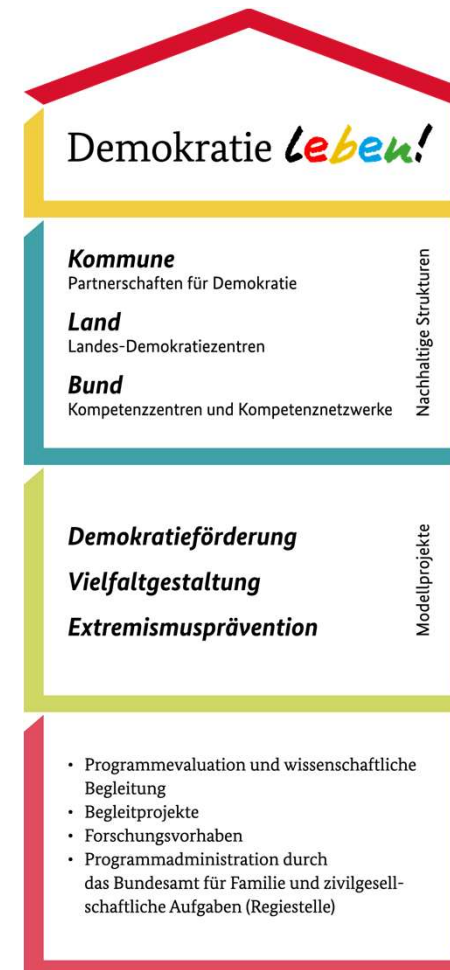 Demokratie Leben!
Kommune
Partnerschaften für Demokratie
Land
Landes-Demokratiezentren
Bund
Kompetenzzentren und Kompetenznetzwerke
Nachhaltige Strukturen
Demokratieförderung
Vielfaltgestaltung
Extremismusprävention
Modellprojekte
• Programmevaluation und wissenschaftliche
Begleitung
• Begleitprojekte
• Forschungsvorhaben
• Programmadministration durch
das Bundesamt für Familie und zivilgesell-
schaftliche Aufgaben (Regiestelle)